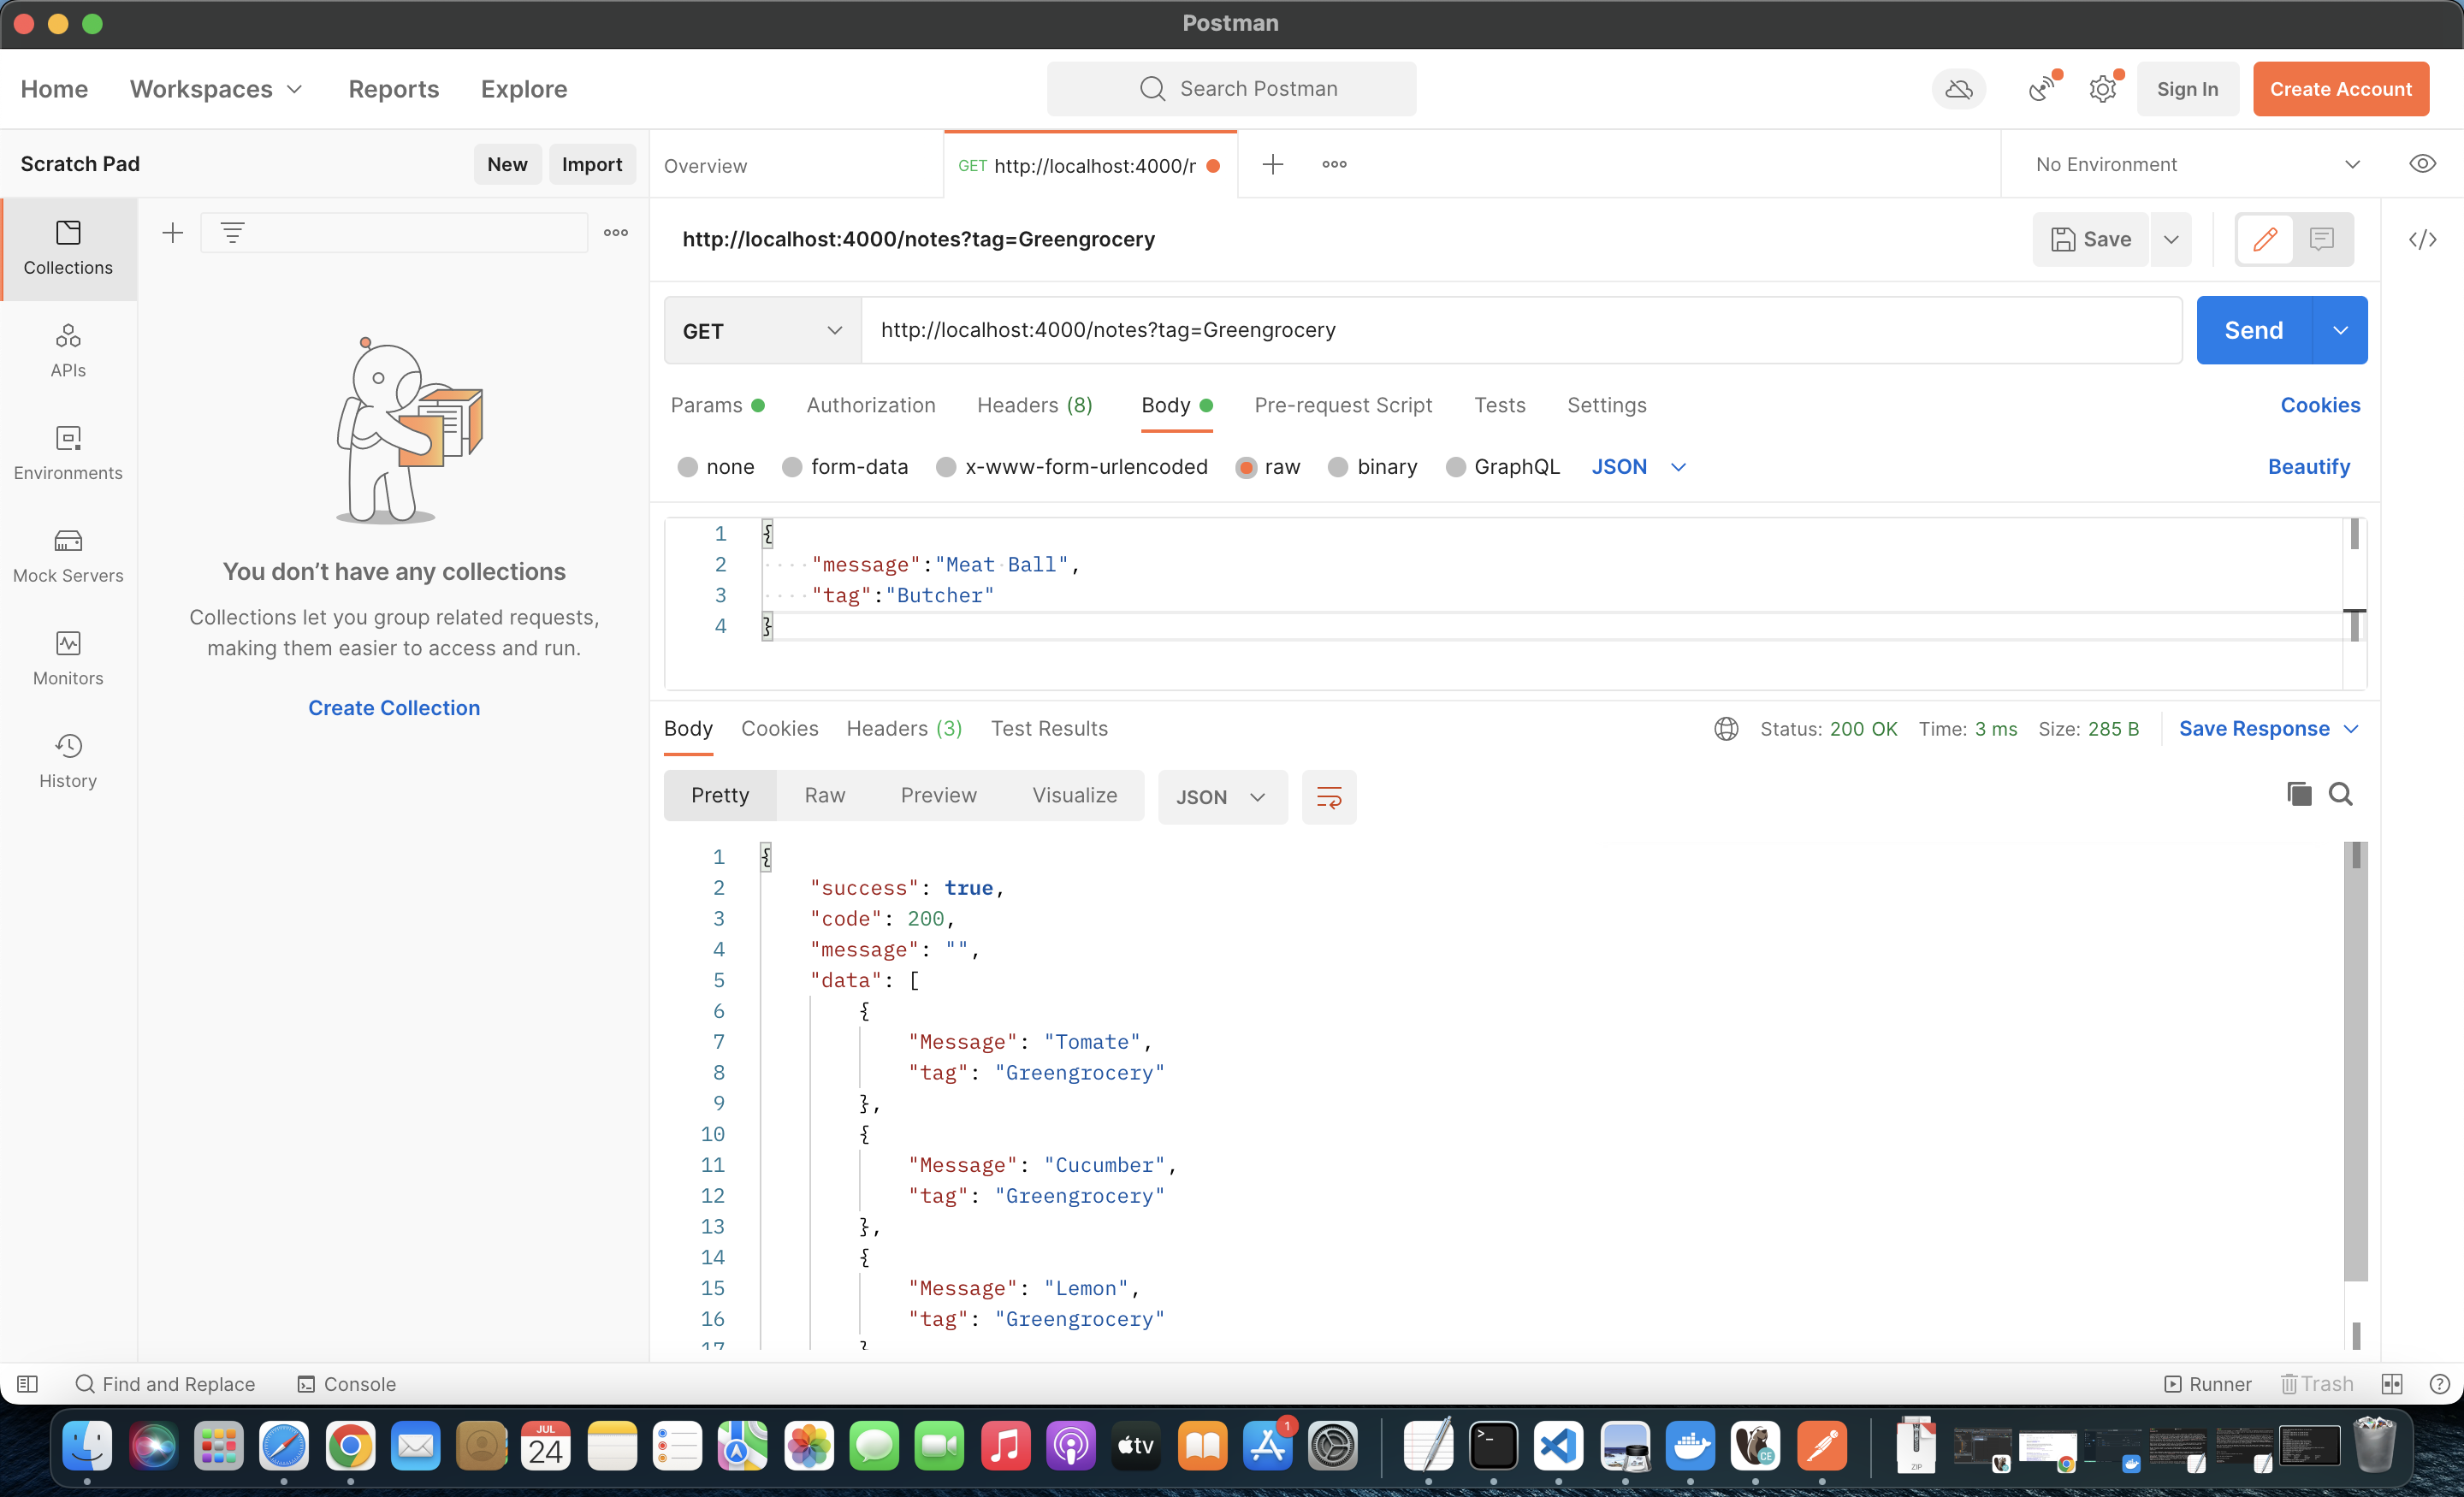 Postman
Home Workspaces Reports Explore Search Postman Sign In Create Account
Scratch Pad New Import Overview GET http://localhost:4000/r No Environment
Collections
http://localhost:4000/notes?tag=Greengrocery Save
GET http://localhost:4000/notes?tag=Greengrocery Send
APIs
Params Authorization Headers (8) Body Pre-request Script Tests Settings Cookies
Environments
none form-data x-www-form-urlencoded raw binary GraphQL JSON Beautify
Mock Servers
1 {
2 "message":"Meat Ball",
3 "tag":"Butcher"
4 }
You don’t have any collections
Collections let you group related requests,
making them easier to access and run.
Create Collection
Monitors
History
Body Cookies Headers (3) Test Results Status: 200 OK Time: 3 ms Size: 285 B Save Response
Pretty Raw Preview Visualize JSON
1 {
2 "success": true,
3 "code": 200,
4 "message": "",
5 "data": [
6 {
7 "Message": "Tomate",
8 "tag": "Greengrocery"
9 },
10 {
11 "Message": "Cucumber",
12 "tag": "Greengrocery"
13 },
14 {
15 "Message": "Lemon",
16 "tag": "Greengrocery"
17 }
Find and Replace Console Runner Trash
JUL
24
tv
1
CE
ZIP